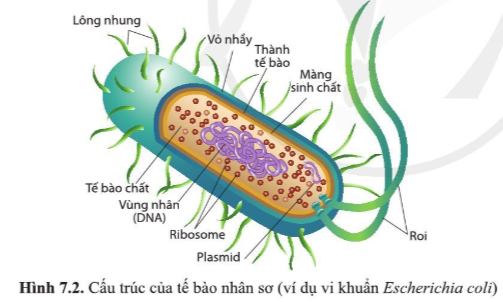 Lông nhung
Vỏ nhầy
Thành
tế bào
Màng
sinh chất
Tế bào chất
Vùng nhân
(DNA)
Ribosome
Plasmid
Roi
Hình 7.2. Cấu trúc của tế bào nhân sơ (ví dụ vi khuẩn Escherichia coli)